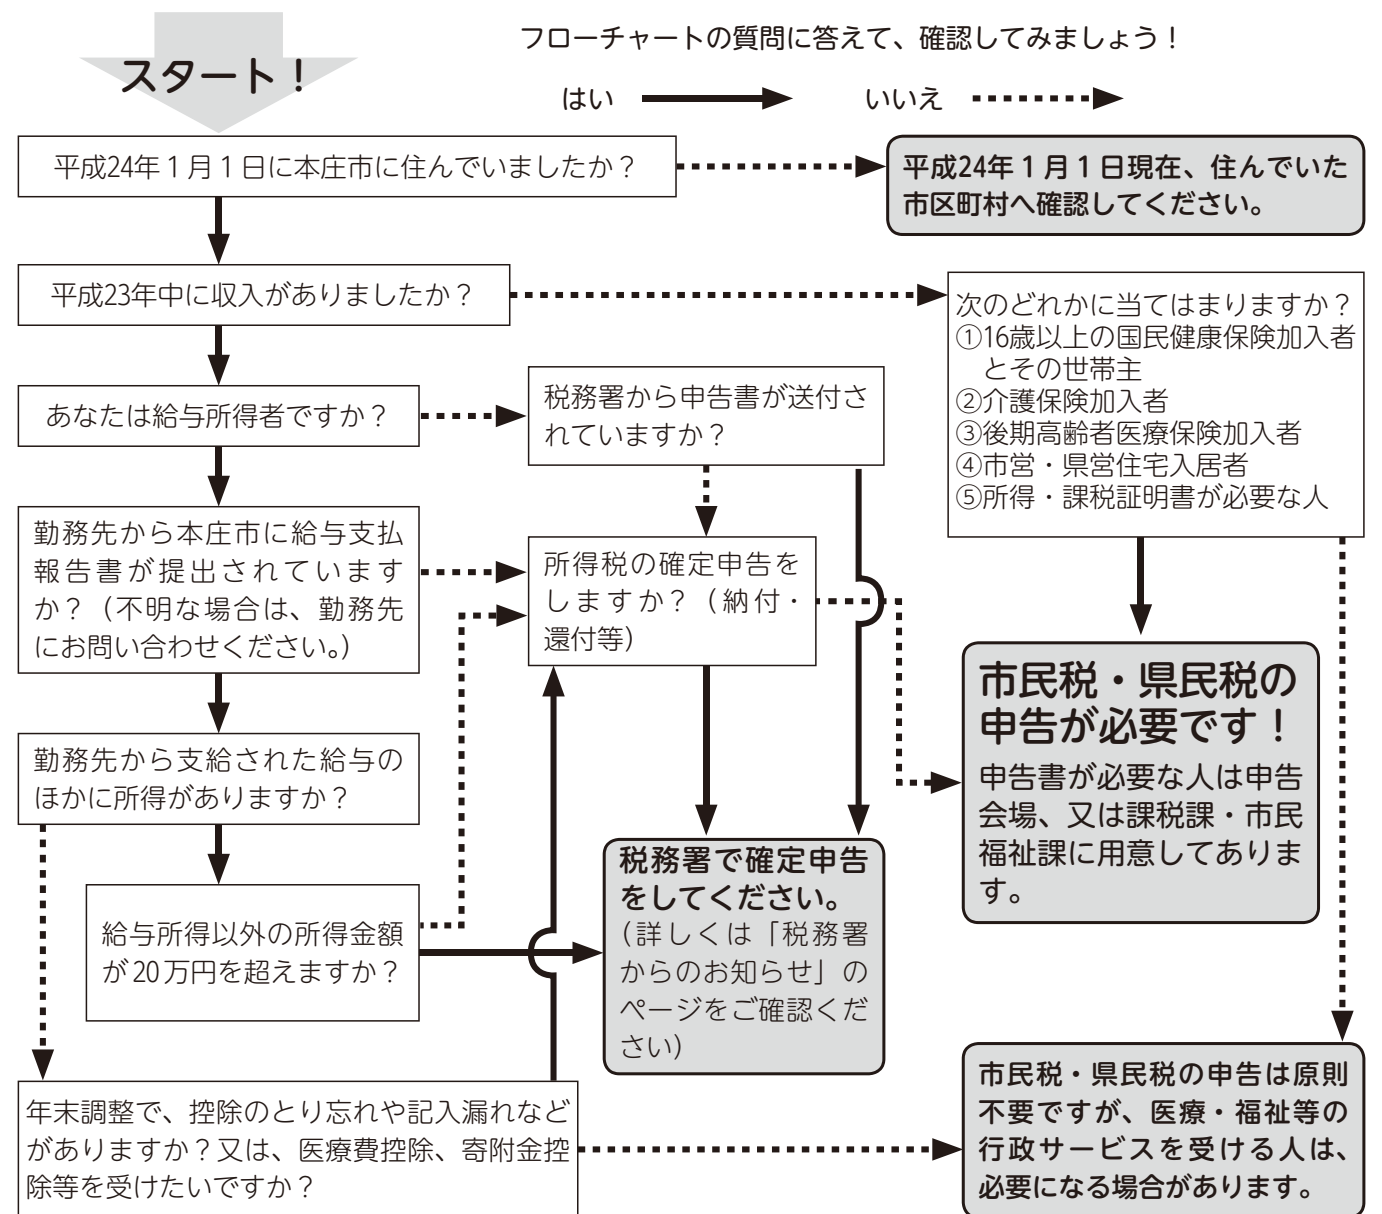 スタート！
フローチャートの質問に答えて、確認してみましょう！
はい
いいえ
平成24年１月１日に本庄市に住んでいましたか？
平成24年１月１日現在、住んでいた
市区町村へ確認してください。
平成23年中に収入がありましたか？
次のどれかに当てはまりますか？
①16歳以上の国民健康保険加入者
とその世帯主
②介護保険加入者
③後期高齢者医療保険加入者
④市営・県営住宅入居者
⑤所得・課税証明書が必要な人
あなたは給与所得者ですか？
税務署から申告書が送付さ
れていますか？
勤務先から本庄市に給与支払
報告書が提出されています
か？（不明な場合は、勤務先
にお問い合わせください。）
所得税の確定申告を
しますか？（納付・
還付等）
市民税・県民税の
申告が必要です！
申告書が必要な人は申告
会場、又は課税課・市民
福祉課に用意してありま
す。
勤務先から支給された給与の
ほかに所得がありますか？
給与所得以外の所得金額
が20万円を超えますか？
税務署で確定申告
をしてください。
（詳しくは「税務署
からのお知らせ」の
ページをご確認くだ
さい）
年末調整で、控除のとり忘れや記入漏れなど
がありますか？又は、医療費控除、寄附金控
除等を受けたいですか？
市民税・県民税の申告は原則
不要ですが、医療・福祉等の
行政サービスを受ける人は、
必要になる場合があります。